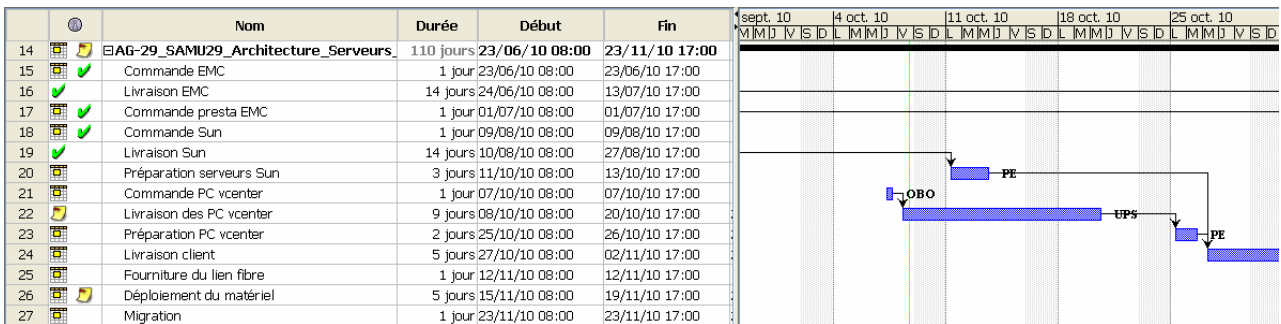 Nom Durée Début Fin sept. 10 4 oct. 10 11 oct. 10 18 oct. 10 25 oct. 10
M M J V S D L M M J V S D L M M J V S D L M M J V S D L M M J V S D
14 AG-29_SAMU29_Architecture_Serveurs_ 110 jours 23/06/10 08:00 23/11/10 17:00
15 Commande EMC 1 jour 23/06/10 08:00 23/06/10 17:00
16 Livraison EMC 14 jours 24/06/10 08:00 13/07/10 17:00
17 Commande presta EMC 1 jour 01/07/10 08:00 01/07/10 17:00
18 Commande Sun 1 jour 09/08/10 08:00 09/08/10 17:00
19 Livraison Sun 14 jours 10/08/10 08:00 27/08/10 17:00
20 Préparation serveurs Sun 3 jours 11/10/10 08:00 13/10/10 17:00 PE
21 Commande PC vcenter 1 jour 07/10/10 08:00 07/10/10 17:00 OBO
22 Livraison des PC vcenter 9 jours 08/10/10 08:00 20/10/10 17:00 UPS
23 Préparation PC vcenter 2 jours 25/10/10 08:00 26/10/10 17:00 PE
24 Livraison client 5 jours 27/10/10 08:00 02/11/10 17:00
25 Fourniture du lien fibre 1 jour 12/11/10 08:00 12/11/10 17:00
26 Déploiement du matériel 5 jours 15/11/10 08:00 19/11/10 17:00
27 Migration 1 jour 23/11/10 08:00 23/11/10 17:00